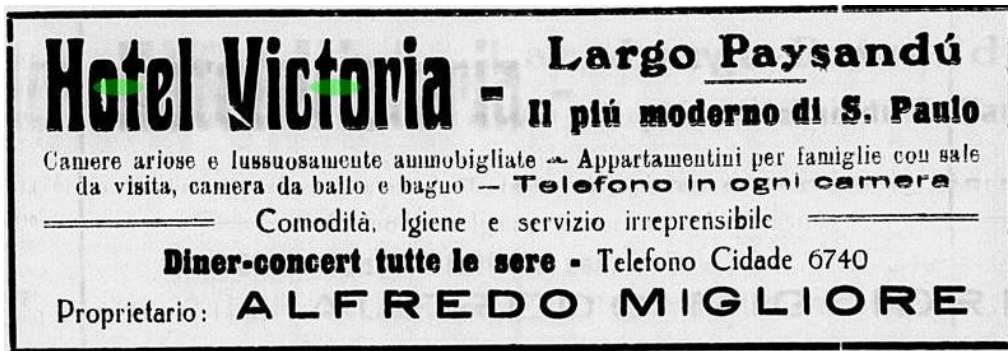 Hotel Victoria - Largo Paysandú
Il piú moderno di S. Paulo
Camere ariose e lussuosamente ammobigliate — Appartamentini per famiglie con sale
da visita, camera da ballo e bagno — Telefono in ogni camera
Comodità, Igiene e servizio irreprensibile
Diner-concert tutte le sere - Telefono Cidade 6740
Proprietario: ALFREDO MIGLIORE